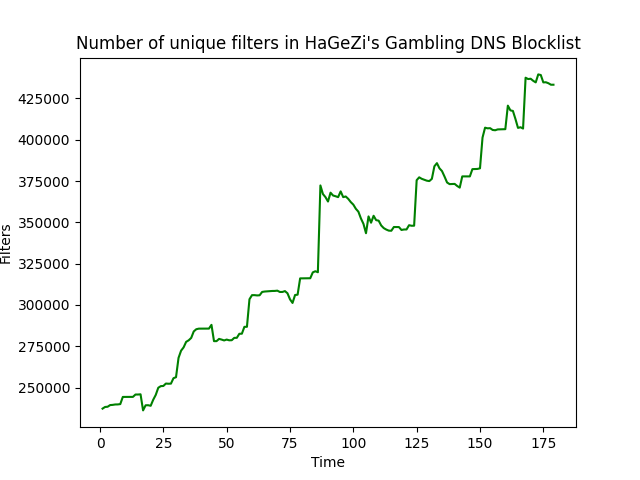 Number of unique filters in HaGeZi's Gambling DNS Blocklist
425000
400000
375000
350000
325000
300000
275000
250000
Filters
0 25 50 75 100 125 150 175
Time